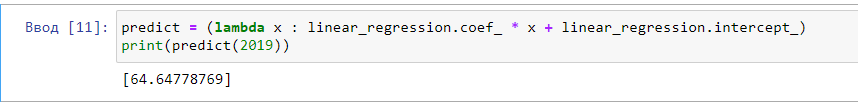 Ввод [11]: predict = (lambda x : linear_regression.coef_ * x + linear_regression.intercept_)
print(predict(2019))
[64.64778769]